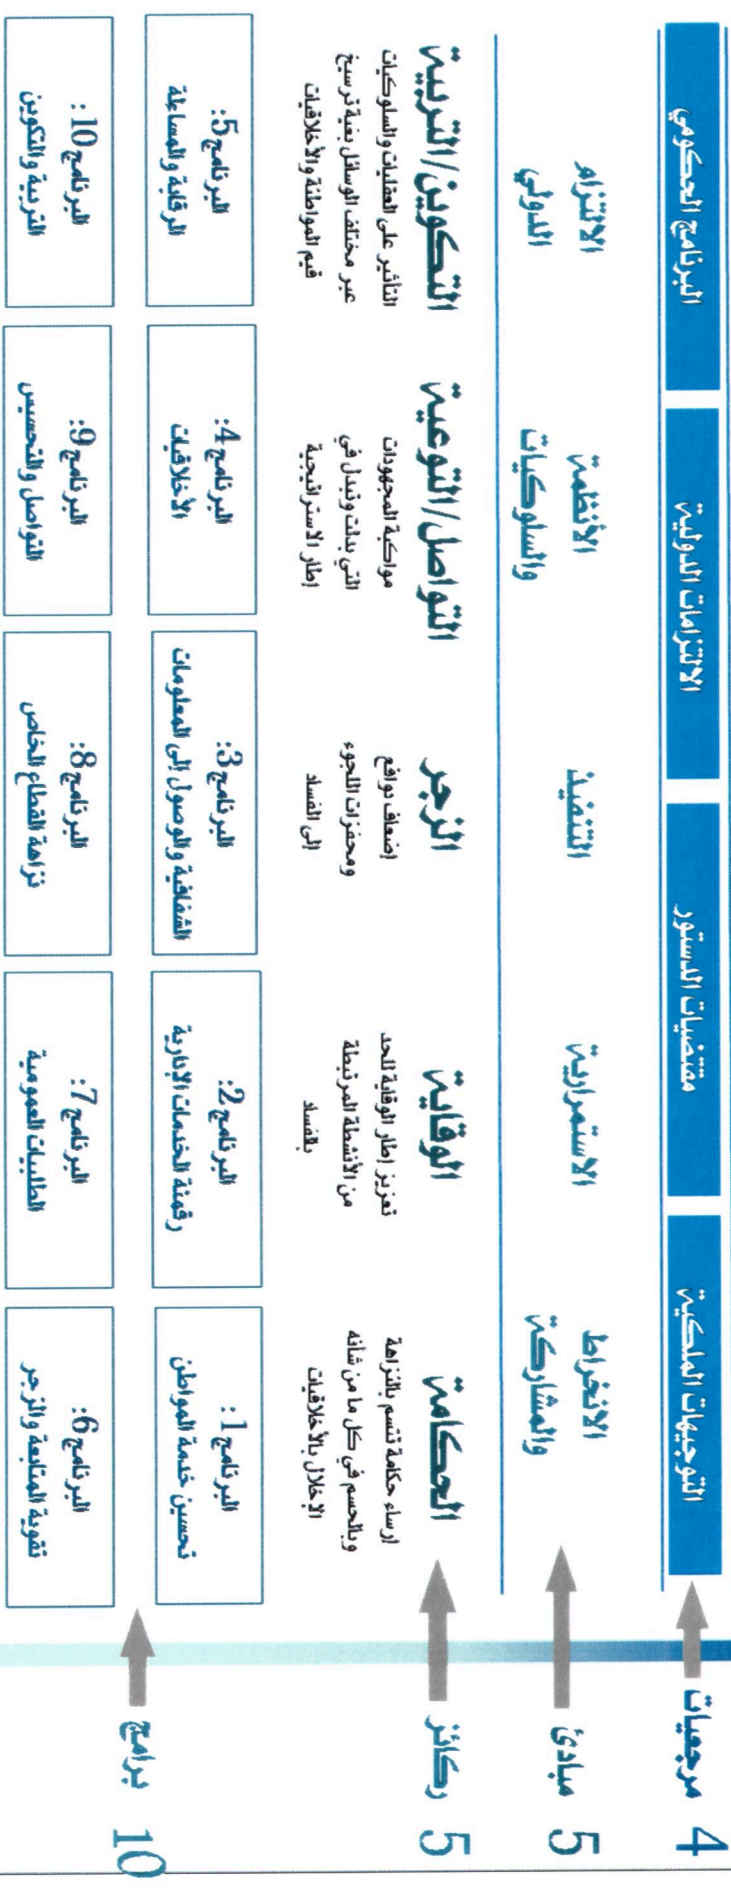 4 مرجعيات
التوجيهات الملكية
مقتضيات الدستور
الالتزامات الدولية
البرنامج الحكومي
5 مبادئ
الانخراط
والمشاركة
الاستمرارية
التنفيذ
الأنظمة
والسلوكيات
الالتزام
الدولي
5 ركائز
الحكامة
إرساء حكامة تتسم بالنزاهة
وبالحسم في كل ما من شأنه
الإخلال بالأخلاقيات
الوقاية
تعزيز إطار الوقاية للحد
من الأنشطة المرتبطة
بالفساد
الزجر
إضعاف دوافع
ومحفزات اللجوء
إلى الفساد
التواصل/التوعية
مواكبة المجهودات
التي بدلت وتبدل في
إطار الاستراتيجية
التكوين/التربية
التأثير على العقليات والسلوكيات
عبر مختلف الوسائل بغية ترسيخ
قيم المواطنة والأخلاقيات
10 برامج
البرنامج 1:
تحسين خدمة المواطن
البرنامج 2:
رقمنة الخدمات الإدارية
البرنامج 3:
الشفافية والوصول إلى المعلومات
البرنامج 4:
الأخلاقيات
البرنامج 5:
الرقابة والمساءلة
البرنامج 6:
تقوية المتابعة والزجر
البرنامج 7:
الطلبيات العمومية
البرنامج 8:
نزاهة القطاع الخاص
البرنامج 9:
التواصل والتحسيس
البرنامج 10:
التربية والتكوين